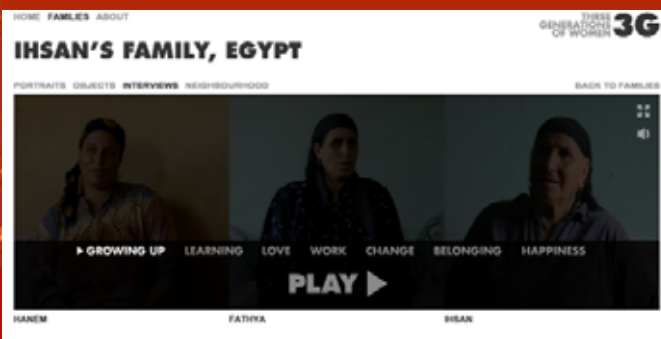 HOME FAMILIES ABOUT
THREE GENERATIONS OF WOMEN 3G
IHSAN'S FAMILY, EGYPT
PORTRAITS OBJECTS INTERVIEWS NEIGHBOURHOOD
BACK TO FAMILIES
GROWING UP LEARNING LOVE WORK CHANGE BELONGING HAPPINESS
PLAY
HANEM FATHYA IHSAN